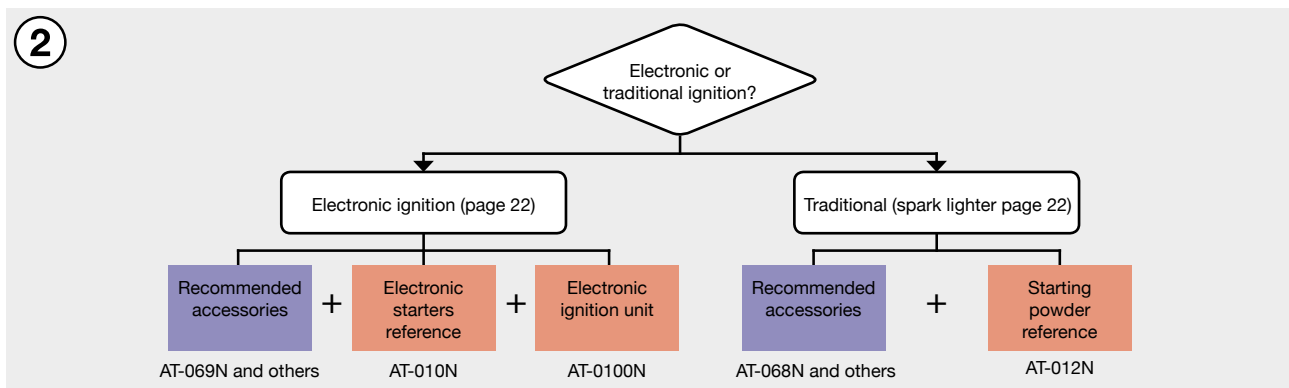 2
Electronic or
traditional ignition?
Electronic ignition (page 22)
Traditional (spark lighter page 22)
Recommended
accessories
+
Electronic
starters
reference
+
Electronic
ignition unit
Recommended
accessories
+
Starting
powder
reference
AT-069N and others
AT-010N
AT-0100N
AT-068N and others
AT-012N